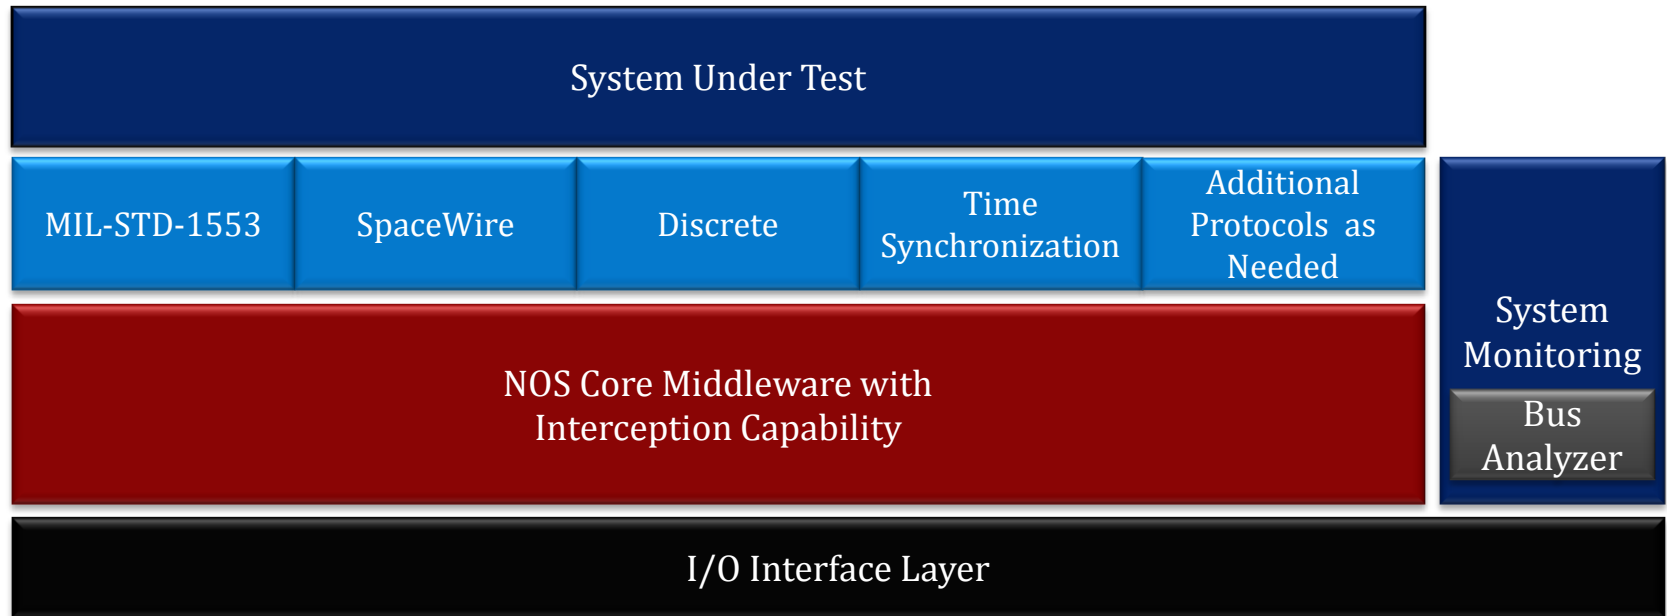 System Under Test
MIL-STD-1553
SpaceWire
Discrete
Time
Synchronization
Additional
Protocols as
Needed
System
Monitoring
Bus
Analyzer
NOS Core Middleware with
Interception Capability
I/O Interface Layer